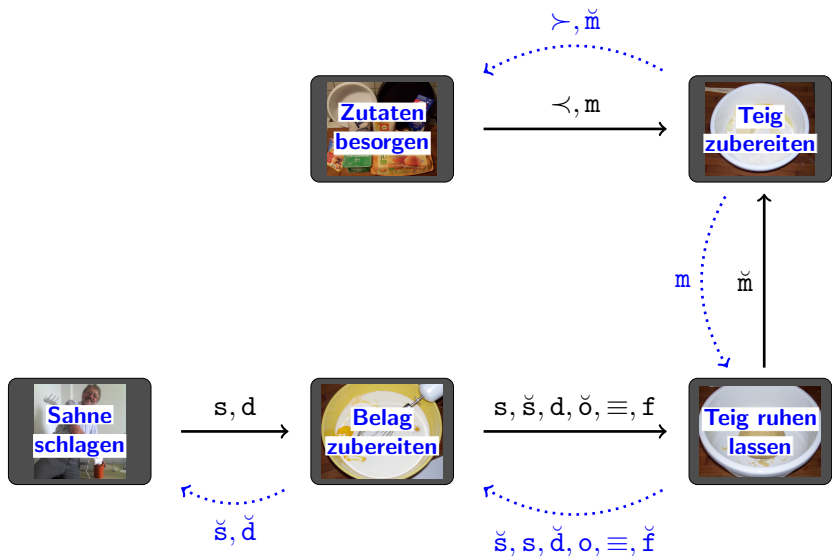 ≻, m̆
Zutaten
besorgen
≺, m
Teig
zubereiten
m
m̆
Sahne
schlagen
s, d
Belag
zubereiten
s, s̆, d, ŏ, ≡, f
Teig ruhen
lassen
s̆, d̆
s̆, s, d̆, o, ≡, f̆